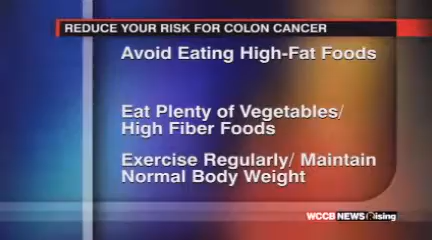 REDUCE YOUR RISK FOR COLON CANCER
Avoid Eating High-Fat Foods
Eat Plenty of Vegetables/
High Fiber Foods
Exercise Regularly/ Maintain
Normal Body Weight
WCCB NEWS Rising